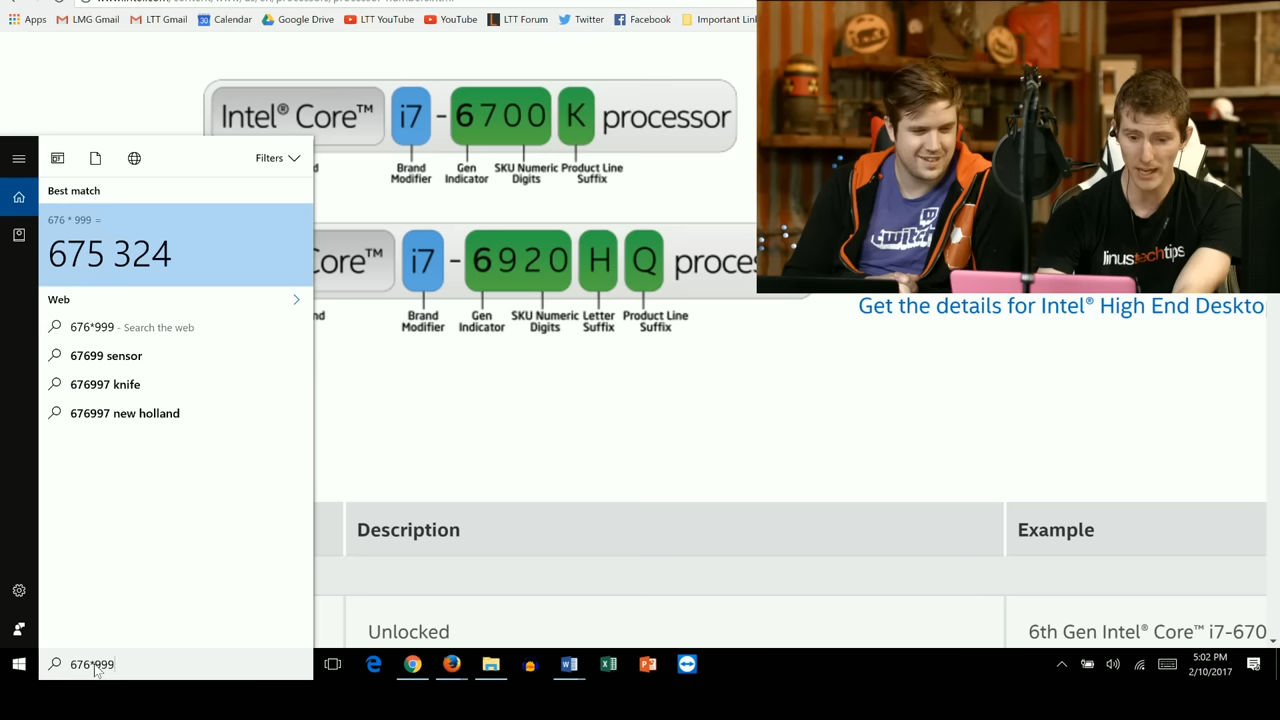 Apps LMG Gmail LTT Gmail Calendar Google Drive LTT YouTube YouTube LTT Forum Twitter Facebook Important Lin
Intel® Core™ i7 - 6700 K processor
Brand Modifier
Gen Indicator
SKU Numeric Digits
Product Line Suffix
Core™ i7 - 6920 H Q proces
Brand Modifier
Gen Indicator
SKU Numeric Digits
Letter Suffix
Product Line Suffix
Get the details for Intel® High End Deskto
Description
Example
Unlocked
6th Gen Intel® Core™ i7-670
Filters
Best match
676 * 999 =
675 324
Web
676*999 - Search the web
67699 sensor
676997 knife
676997 new holland
676*999
5:02 PM
2/10/2017
twitch
linustechtips